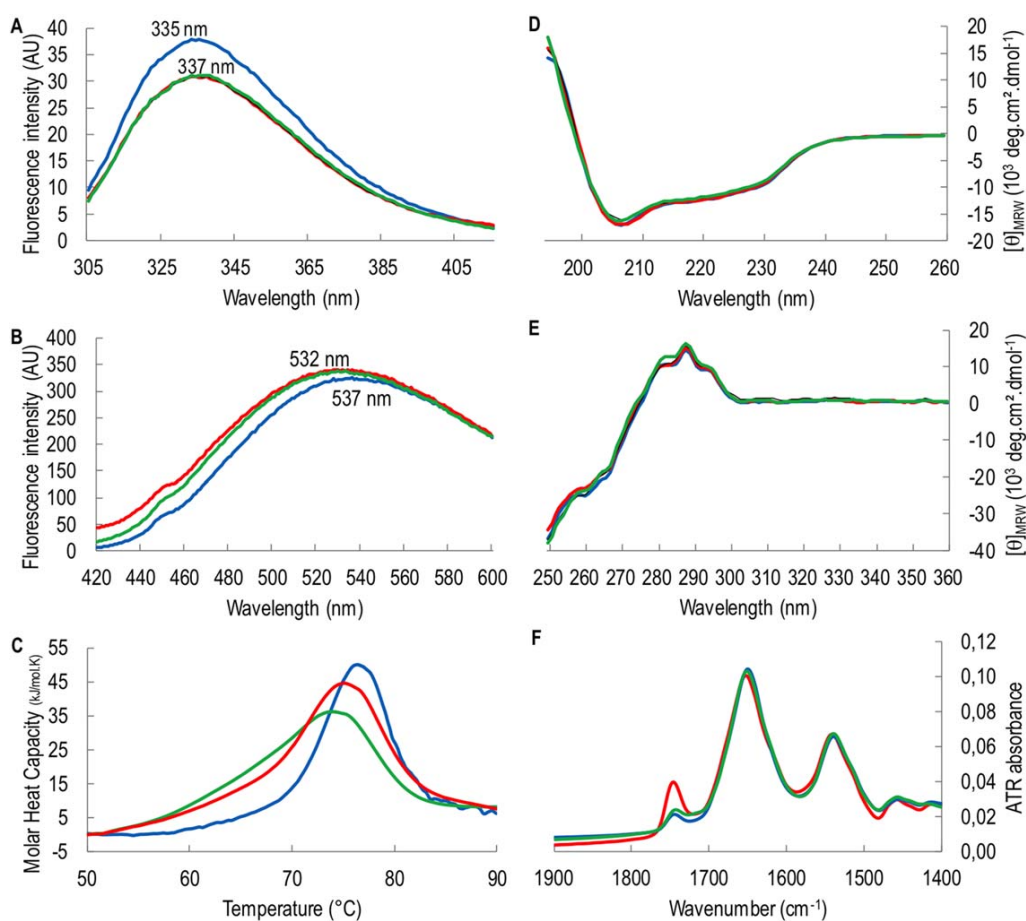 A
335 nm
337 nm
Fluorescence intensity (AU)
40
35
30
25
20
15
10
5
0
305 325 345 365 385 405
Wavelength (nm)
D
20
15
10
5
0
-5
-10
-15
-20
[θ]MRW (10³ deg.cm².dmol-¹)
200 210 220 230 240 250 260
Wavelength (nm)
B
532 nm
537 nm
Fluorescence intensity (AU)
400
350
300
250
200
150
100
50
0
420 440 460 480 500 520 540 560 580 600
Wavelength (nm)
E
20
10
0
-10
-20
-30
-40
[θ]MRW (10³ deg.cm².dmol-¹)
250 260 270 280 290 300 310 320 330 340 350 360
Wavelength (nm)
C
Molar Heat Capacity (kJ/mol.K)
55
45
35
25
15
5
-5
50 60 70 80 90
Temperature (°C)
F
0,12
0,10
0,08
0,06
0,04
0,02
0,00
ATR absorbance
1900 1800 1700 1600 1500 1400
Wavenumber (cm-¹)